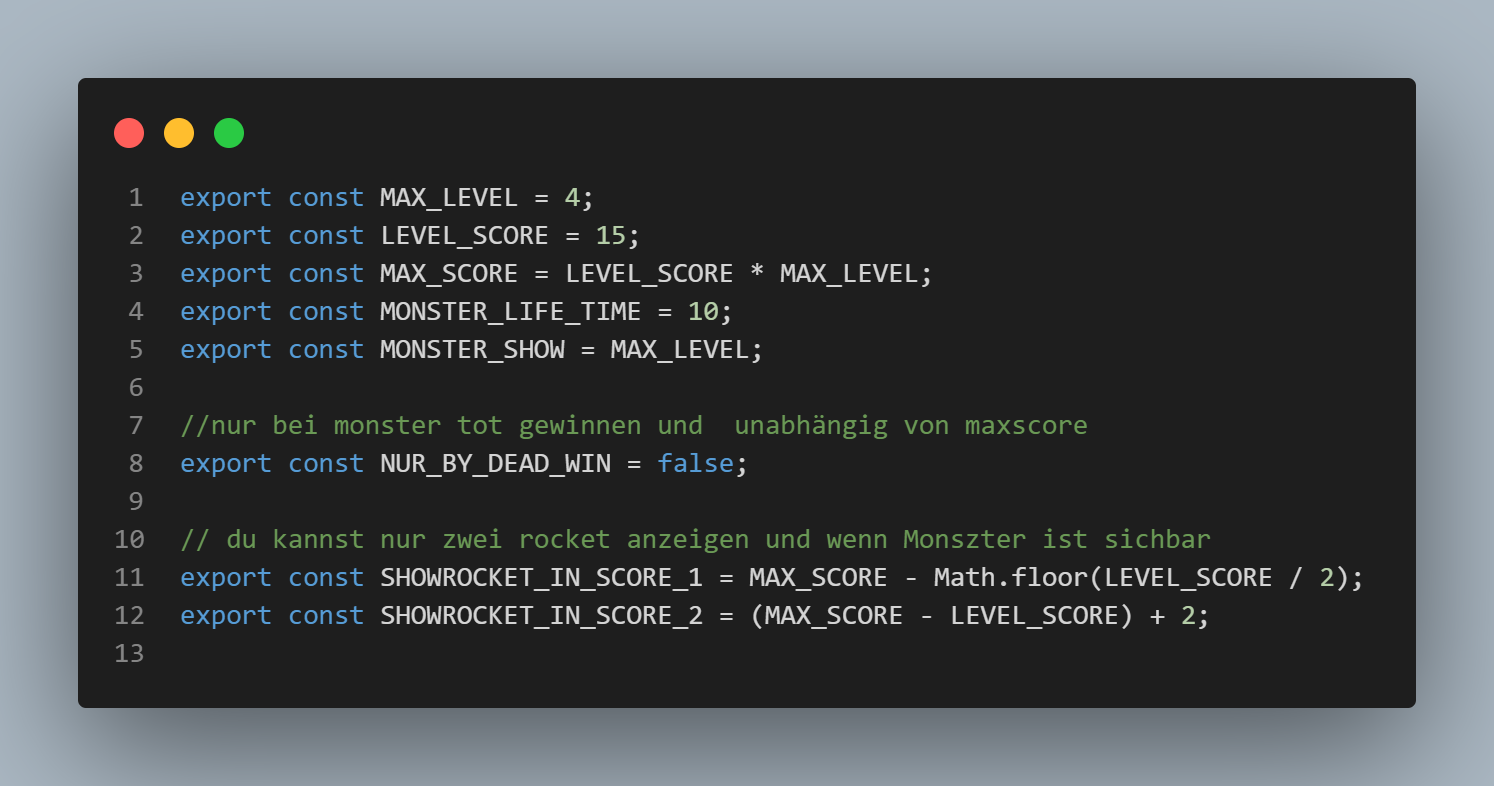 1 export const MAX_LEVEL = 4;
2 export const LEVEL_SCORE = 15;
3 export const MAX_SCORE = LEVEL_SCORE * MAX_LEVEL;
4 export const MONSTER_LIFE_TIME = 10;
5 export const MONSTER_SHOW = MAX_LEVEL;
6
7 //nur bei monster tot gewinnen und  unabhängig von maxscore
8 export const NUR_BY_DEAD_WIN = false;
9
10 // du kannst nur zwei rocket anzeigen und wenn Monszter ist sichbar
11 export const SHOWROCKET_IN_SCORE_1 = MAX_SCORE - Math.floor(LEVEL_SCORE / 2);
12 export const SHOWROCKET_IN_SCORE_2 = (MAX_SCORE - LEVEL_SCORE) + 2;
13